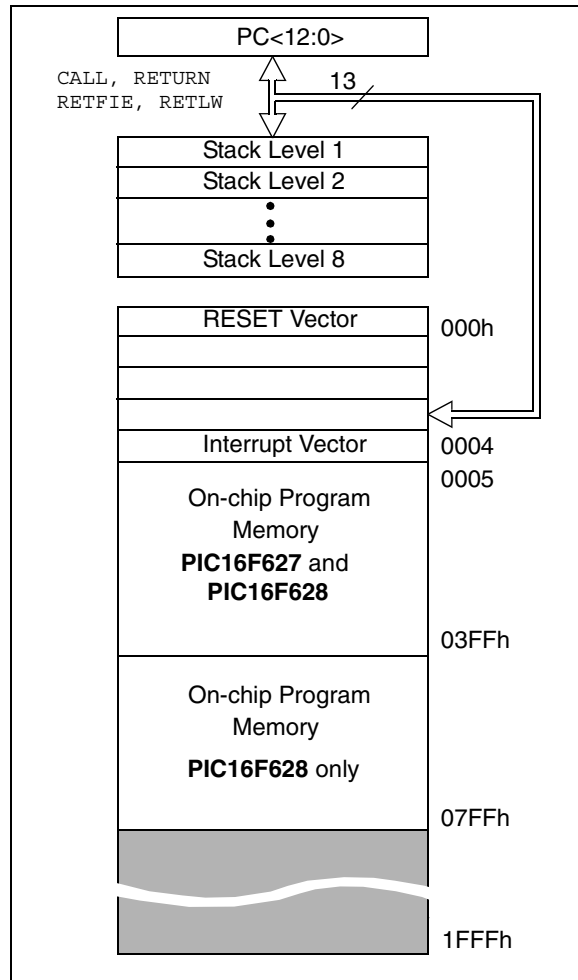 PC<12:0>
CALL, RETURN
RETFIE, RETLW
13
Stack Level 1
Stack Level 2
Stack Level 8
RESET Vector
000h
Interrupt Vector
0004
0005
On-chip Program
Memory
PIC16F627 and
PIC16F628
03FFh
On-chip Program
Memory
PIC16F628 only
07FFh
1FFFh